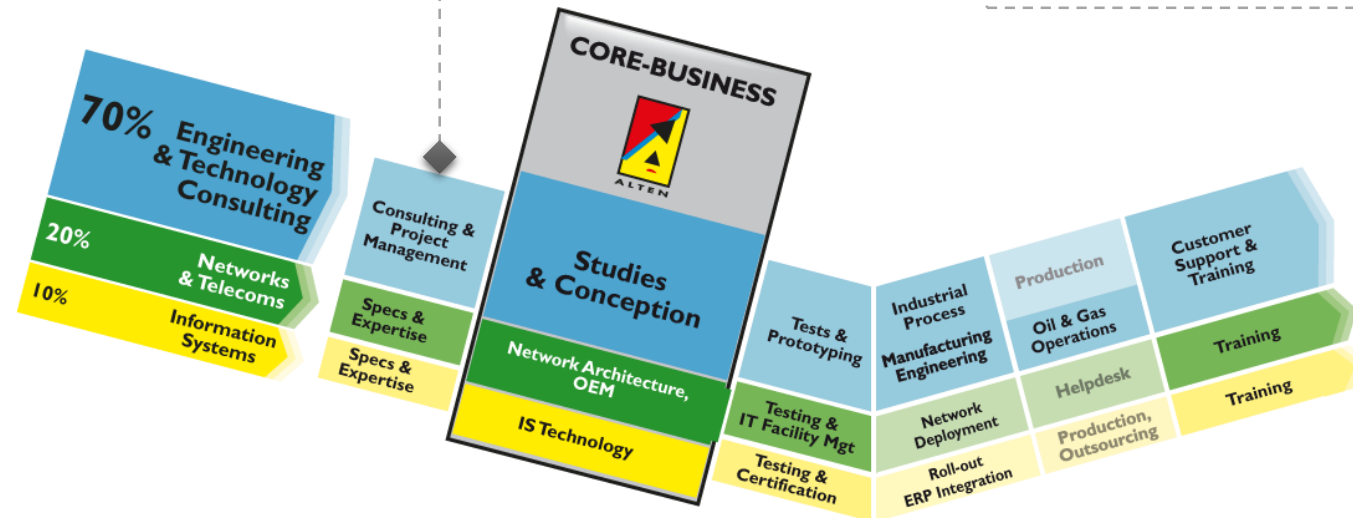 70% Engineering
& Technology
Consulting
20% Networks
& Telecoms
10% Information
Systems
Consulting &
Project
Management
Specs &
Expertise
Specs &
Expertise
CORE-BUSINESS
ALTEN
Studies
& Conception
Network Architecture,
OEM
IS Technology
Tests &
Prototyping
Testing &
IT Facility Mgt
Testing &
Certification
Industrial
Process
Manufacturing
Engineering
Network
Deployment
Roll-out
ERP Integration
Production
Oil & Gas
Operations
Helpdesk
Production,
Outsourcing
Customer
Support &
Training
Training
Training